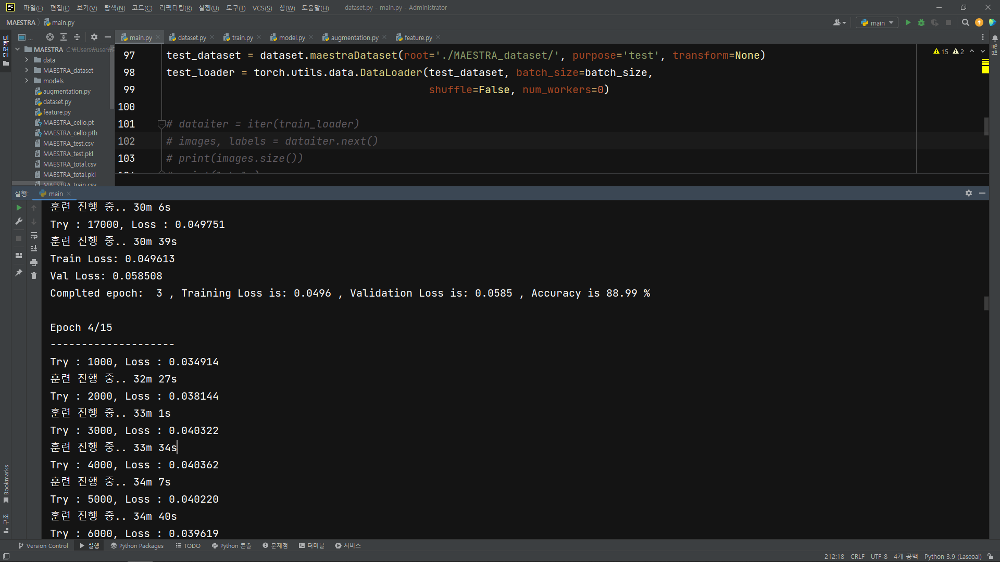 PC 파일(F) 편집(E) 보기(V) 탐색(N) 코드(C) 리팩터링(R) 실행(U) 도구(T) VCS(S) 창(W) 도움말(H) dataset.py - main.py - Administrator
MAESTRA main.py
main
프로젝트
...
main.py dataset.py train.py model.py augmentation.py feature.py
알림
MAESTRA C:₩Users₩user₩
data
MAESTRA_dataset
models
augmentation.py
dataset.py
feature.py
MAESTRA_cello.pt
MAESTRA_cello.pth
MAESTRA_test.csv
MAESTRA_test.pkl
MAESTRA_total.csv
MAESTRA_total.pkl
MAESTRA_train.csv
15 2
97 test_dataset = dataset.maestraDataset(root='./MAESTRA_dataset/', purpose='test', transform=None)
98 test_loader = torch.utils.data.DataLoader(test_dataset, batch_size=batch_size,
99 shuffle=False, num_workers=0)
100
101 # dataiter = iter(train_loader)
102 # images, labels = dataiter.next()
103 # print(images.size())
실행: main
훈련 진행 중.. 30m 6s
Try : 17000, Loss : 0.049751
훈련 진행 중.. 30m 39s
Train Loss: 0.049613
Val Loss: 0.058508
Complted epoch:  3 , Training Loss is: 0.0496 , Validation Loss is: 0.0585 , Accuracy is 88.99 %
Epoch 4/15
--------------------
Try : 1000, Loss : 0.034914
훈련 진행 중.. 32m 27s
Try : 2000, Loss : 0.038144
훈련 진행 중.. 33m 1s
Try : 3000, Loss : 0.040322
훈련 진행 중.. 33m 34s
Try : 4000, Loss : 0.040362
훈련 진행 중.. 34m 7s
Try : 5000, Loss : 0.040220
훈련 진행 중.. 34m 40s
Try : 6000, Loss : 0.039619
Bookmarks
구조
Version Control 실행 Python Packages TODO Python 콘솔 문제점 터미널 서비스
212:18 CRLF UTF-8 4개 공백 Python 3.9 (Laseoal)